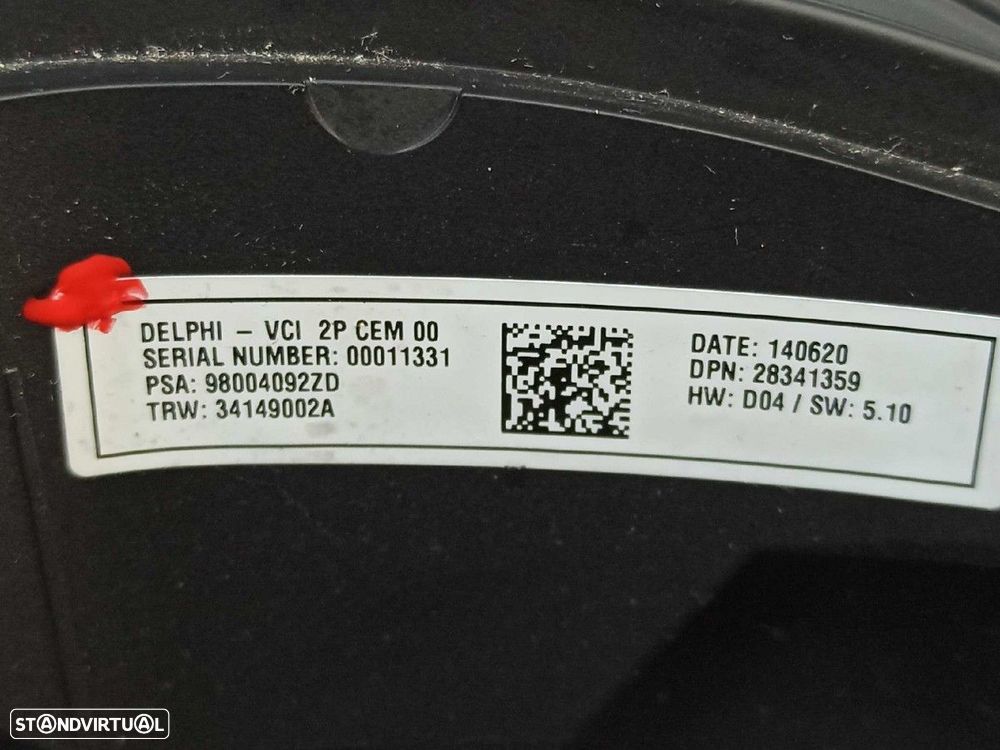 DELPHI - VCI 2P CEM 00
SERIAL NUMBER: 00011331
PSA: 98004092ZD
TRW: 34149002A
DATE: 140620
DPN: 28341359
HW: D04 / SW: 5.10
STANDVIRTUAL